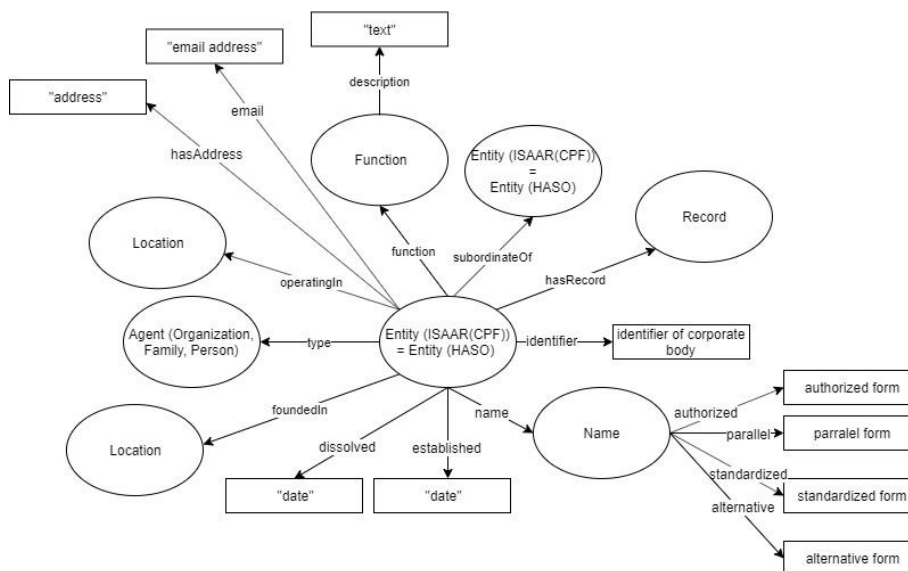 "text"
"email address"
description
"address"
email
Entity (ISAAR(CPF))
=
Entity (HASO)
Function
hasAddress
Record
Location
function
subordinateOf
hasRecord
operatingIn
Agent (Organization,
Family, Person)
type
Entity (ISAAR(CPF))
= Entity (HASO)
identifier
identifier of corporate
body
foundedIn
name
authorized
authorized form
Location
dissolved
established
Name
parallel
parralel form
standardized
"date"
"date"
standardized form
alternative
alternative form